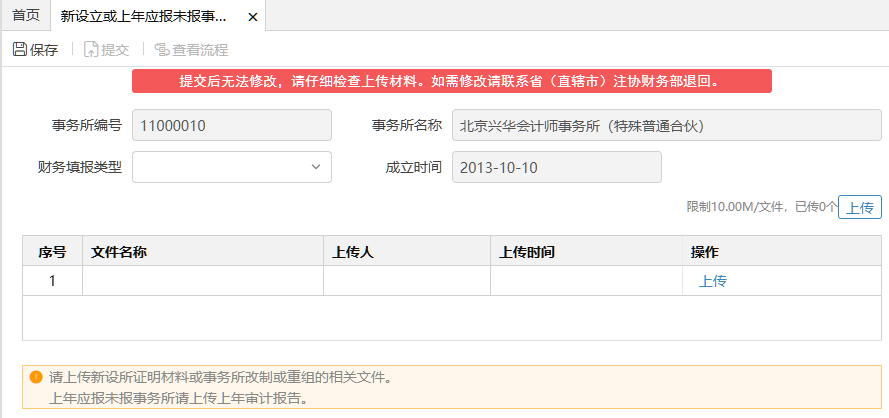 首页 新设立或上年应报未报事... ×
保存 提交 查看流程
提交后无法修改，请仔细检查上传材料。如需修改请联系省（直辖市）注协财务部退回。
事务所编号 11000010 事务所名称 北京兴华会计师事务所（特殊普通合伙）
财务填报类型 成立时间 2013-10-10
限制10.00M/文件，已传0个 上传
序号 文件名称 上传人 上传时间 操作
1 上传
请上传新设所证明材料或事务所改制或重组的相关文件。
上年应报未报事务所请上传上年审计报告。